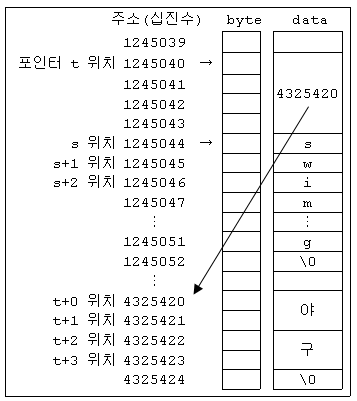 주소(십진수) byte data
1245039
포인터 t 위치 1245040 →
1245041
4325420
1245042
1245043
s 위치 1245044 → s
s+1 위치 1245045 w
s+2 위치 1245046 i
1245047 m
⋮ ⋮
1245051 g
1245052 \0
⋮
t+0 위치 4325420
야
t+1 위치 4325421
t+2 위치 4325422
구
t+3 위치 4325423
4325424 \0